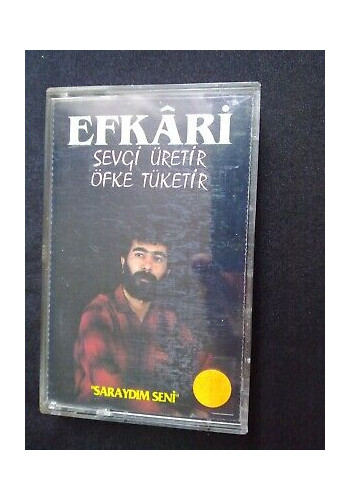 EFKÂRİ
SEVGİ ÜRETİR
ÖFKE TÜKETİR
"SARAYDIM SENİ"